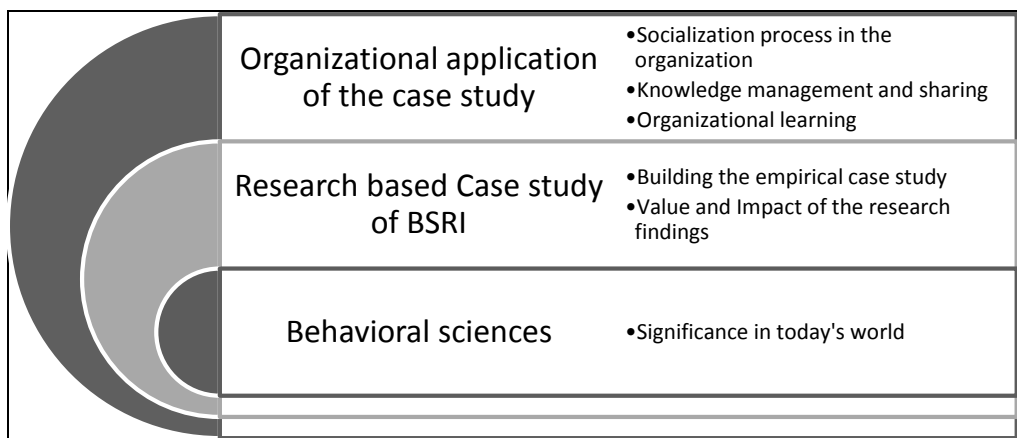 Organizational application
of the case study
•Socialization process in the
organization
•Knowledge management and sharing
•Organizational learning
Research based Case study
of BSRI
•Building the empirical case study
•Value and Impact of the research
findings
Behavioral sciences
•Significance in today's world